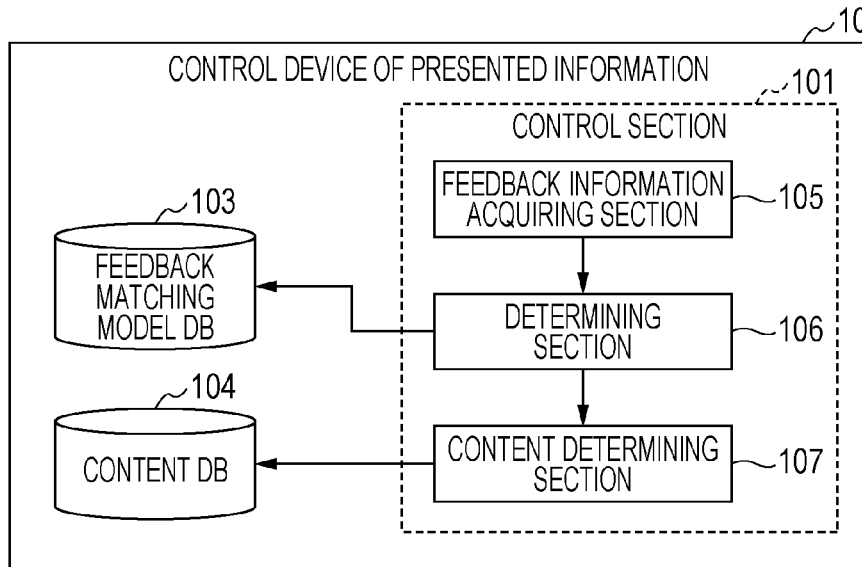 10
CONTROL DEVICE OF PRESENTED INFORMATION
101
CONTROL SECTION
FEEDBACK INFORMATION
ACQUIRING SECTION
105
103
FEEDBACK
MATCHING
MODEL DB
DETERMINING
SECTION
106
104
CONTENT DB
CONTENT DETERMINING
SECTION
107